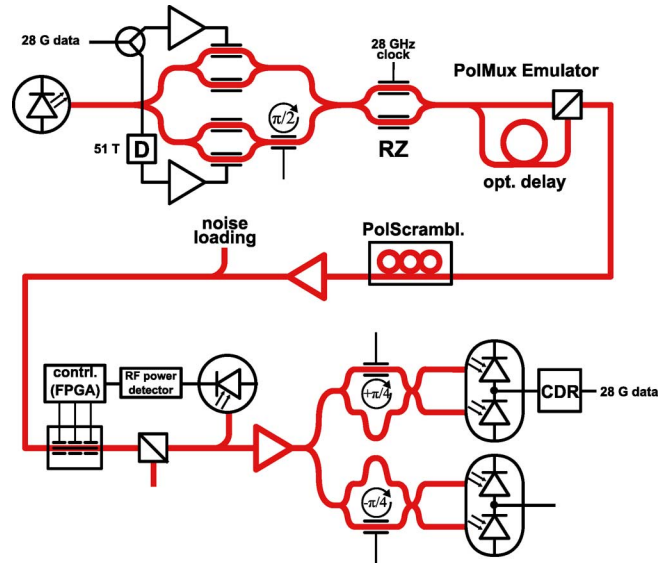 28 G data
28 GHz
clock
PolMux Emulator
π/2
51 T
D
RZ
opt. delay
noise
loading
PolScrambl.
contrl.
(FPGA)
RF power
detector
+π/4
CDR
28 G data
-π/4